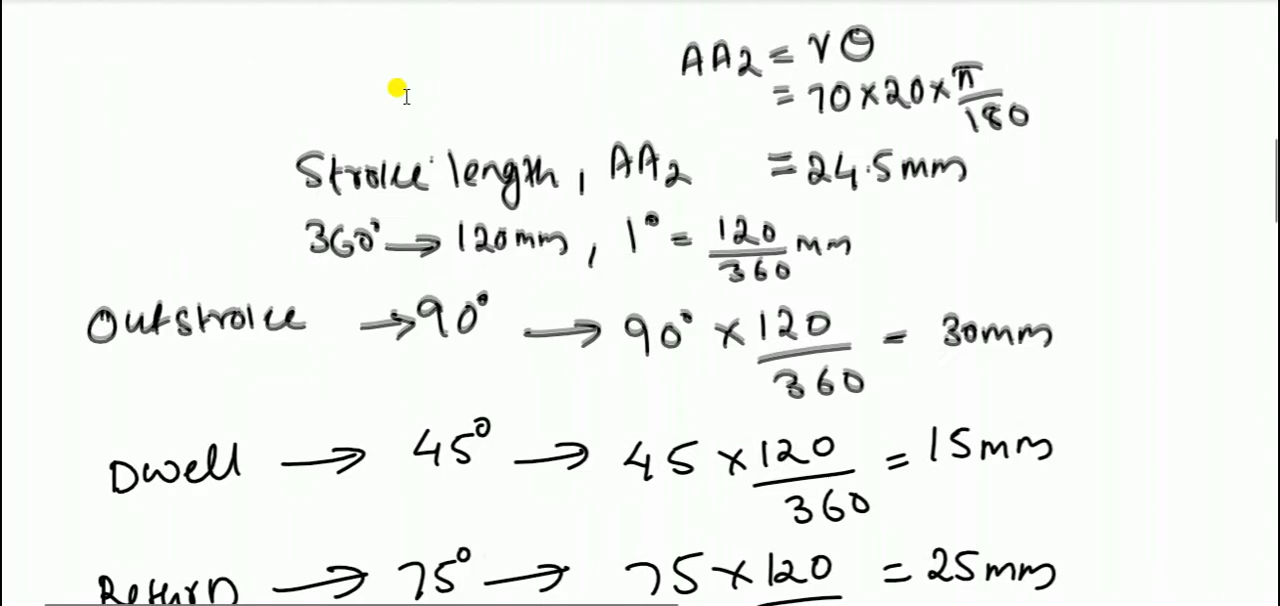 AA2 = rθ
= 70×20×π/180
Stroke length, AA2 = 24.5mm
360° → 120mm, 1° = 120/360 mm
Outstroke → 90° → 90° × 120/360 = 30mm
Dwell → 45° → 45 × 120/360 = 15mm
Return → 75° → 75 × 120 = 25mm